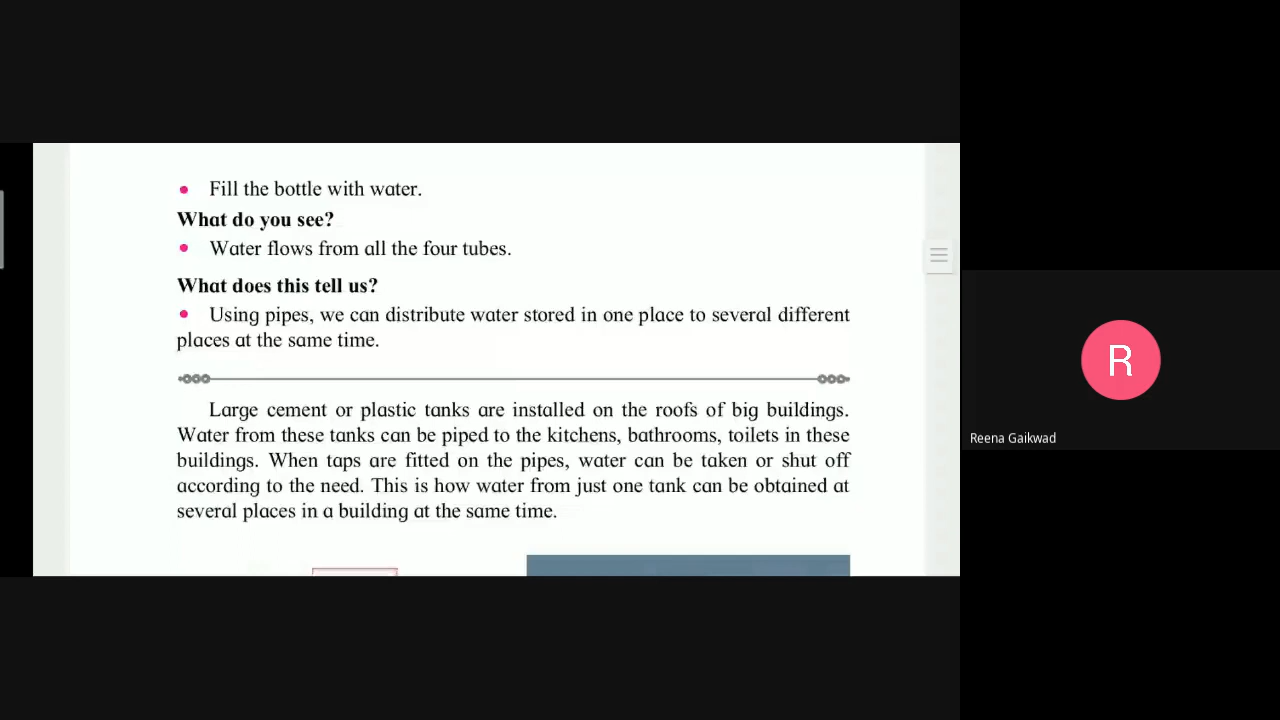 • Fill the bottle with water.
What do you see?
• Water flows from all the four tubes.
What does this tell us?
• Using pipes, we can distribute water stored in one place to several different
places at the same time.
Large cement or plastic tanks are installed on the roofs of big buildings.
Water from these tanks can be piped to the kitchens, bathrooms, toilets in these
buildings. When taps are fitted on the pipes, water can be taken or shut off
according to the need. This is how water from just one tank can be obtained at
several places in a building at the same time.
R
Reena Gaikwad